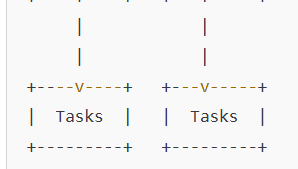 |           |
     |           |
+----v----+   +---v-----+
|  Tasks  |   |  Tasks  |
+---------+   +---------+